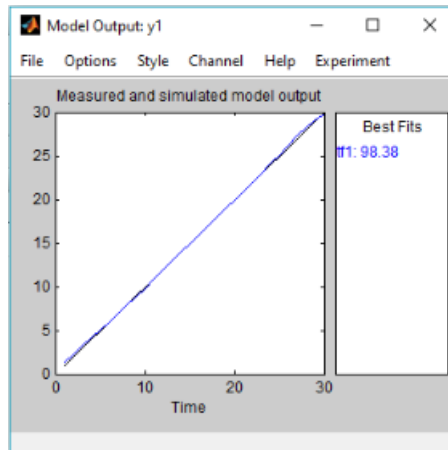 Model Output: y1
File Options Style Channel Help Experiment
Measured and simulated model output
30
25
20
15
10
5
0
0 10 20 30
Time
Best Fits
tf1: 98.38